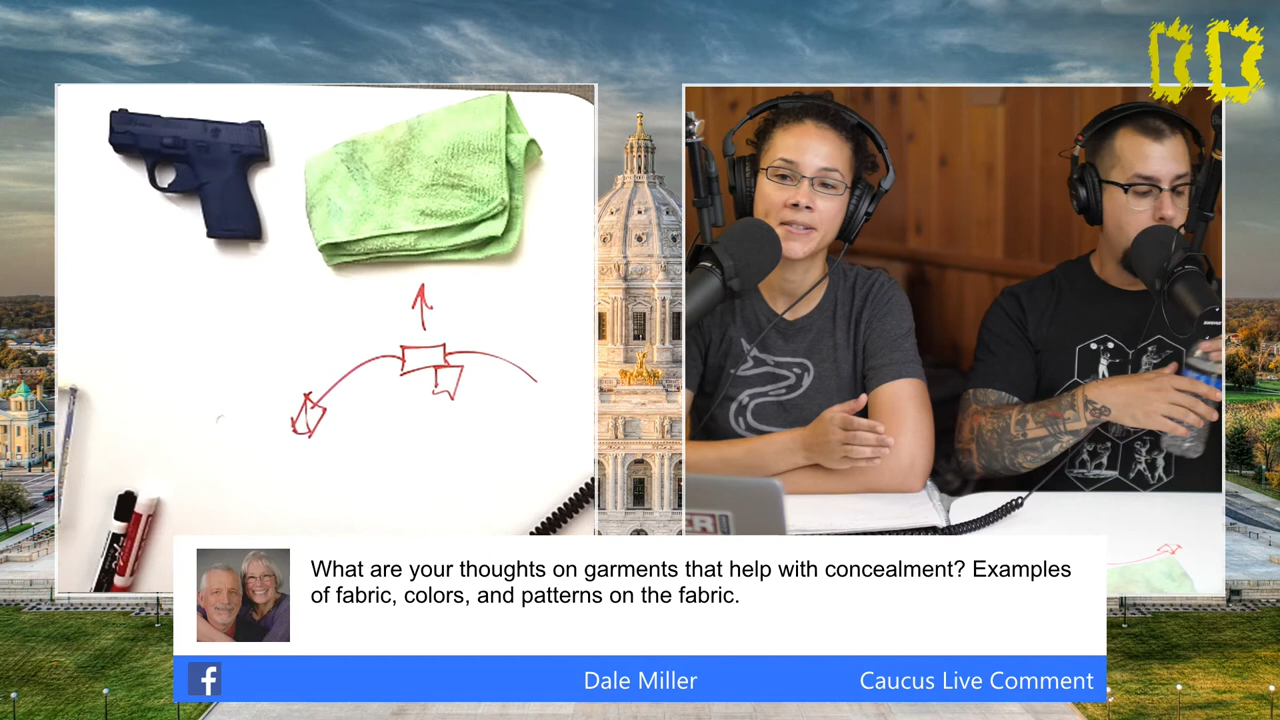 What are your thoughts on garments that help with concealment? Examples
of fabric, colors, and patterns on the fabric.
f
Dale Miller
Caucus Live Comment